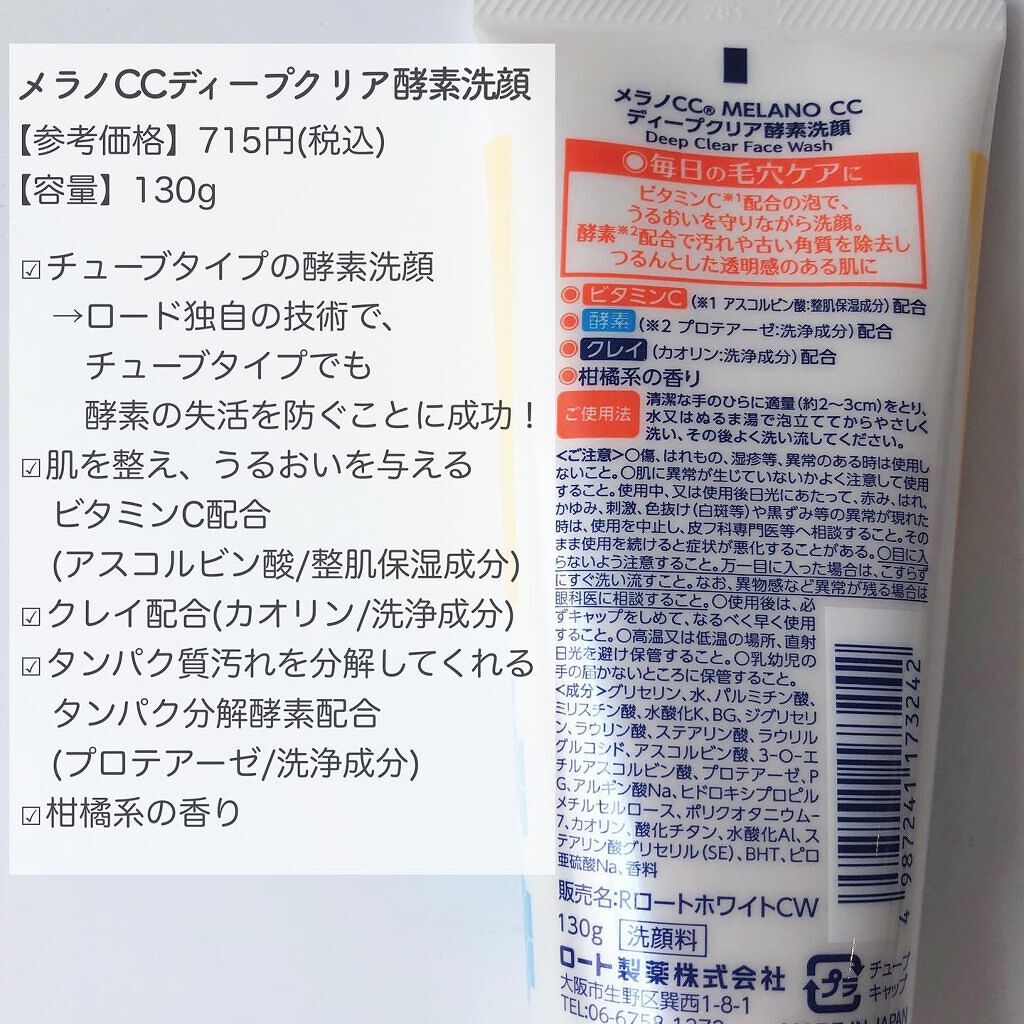 メラノCCディープクリア酵素洗顔
【参考価格】715円(税込)
【容量】130g
☑チューブタイプの酵素洗顔
→ロード独自の技術で、
チューブタイプでも
酵素の失活を防ぐことに成功！
☑肌を整え、うるおいを与える
ビタミンC配合
(アスコルビン酸/整肌保湿成分)
☑クレイ配合(カオリン/洗浄成分)
☑タンパク質汚れを分解してくれる
タンパク分解酵素配合
(プロテアーゼ/洗浄成分)
☑柑橘系の香り
メラノCC® MELANO CC
ディープクリア酵素洗顔
Deep Clear Face Wash
◉毎日の毛穴ケアに
ビタミンC※1配合の泡で、
うるおいを守りながら洗顔。
酵素※2配合で汚れや古い角質を除去し
つるんとした透明感のある肌に
◉ビタミンC(※1 アスコルビン酸:整肌保湿成分)配合
◉酵素(※2 プロテアーゼ:洗浄成分)配合
◉クレイ(カオリン:洗浄成分)配合
◉柑橘系の香り
ご使用法
清潔な手のひらに適量(約2〜3cm)をとり、
水又はぬるま湯で泡立ててからやさしく
洗い、その後よく洗い流してください。
<ご注意>〇傷、はれもの、湿疹等、異常のある時は使用し
ないこと。〇肌に異常が生じていないかよく注意して使用
すること。使用中、又は使用後日光にあたって、赤み、はれ、
かゆみ、刺激、色抜け(白斑等)や黒ずみ等の異常が現れた
時は、使用を中止し、皮フ科専門医等へ相談すること。その
まま使用を続けると症状が悪化することがある。〇目に入
らないよう注意すること。万一目に入った場合は、こすらず
にすぐ洗い流すこと。なお、異物感など異常が残る場合は、
眼科医に相談すること。〇使用後は、必
ずキャップをしめて、なるべく早く使用
すること。〇高温又は低温の場所、直射
日光を避け保管すること。〇乳幼児の
手の届かないところに保管すること。
<成分>グリセリン、水、パルミチン酸、
ミリスチン酸、水酸化K、BG、ジグリセリ
ン、ラウリン酸、ステアリン酸、ラウリル
グルコシド、アスコルビン酸、3-O-エ
チルアスコルビン酸、プロテアーゼ、P
G、アルギン酸Na、ヒドロキシプロピル
メチルセルロース、ポリクオタニウム-
7、カオリン、酸化チタン、水酸化Al、ス
テアリン酸グリセリル(SE)、BHT、ピロ
亜硫酸Na、香料
4 987241 173242
販売名:RロートホワイトCW
130g 洗顔料
ロート製薬株式会社
大阪市生野区巽西1-8-1
TEL:06-6758-
プラ
チューブ
キャップ
JAPAN